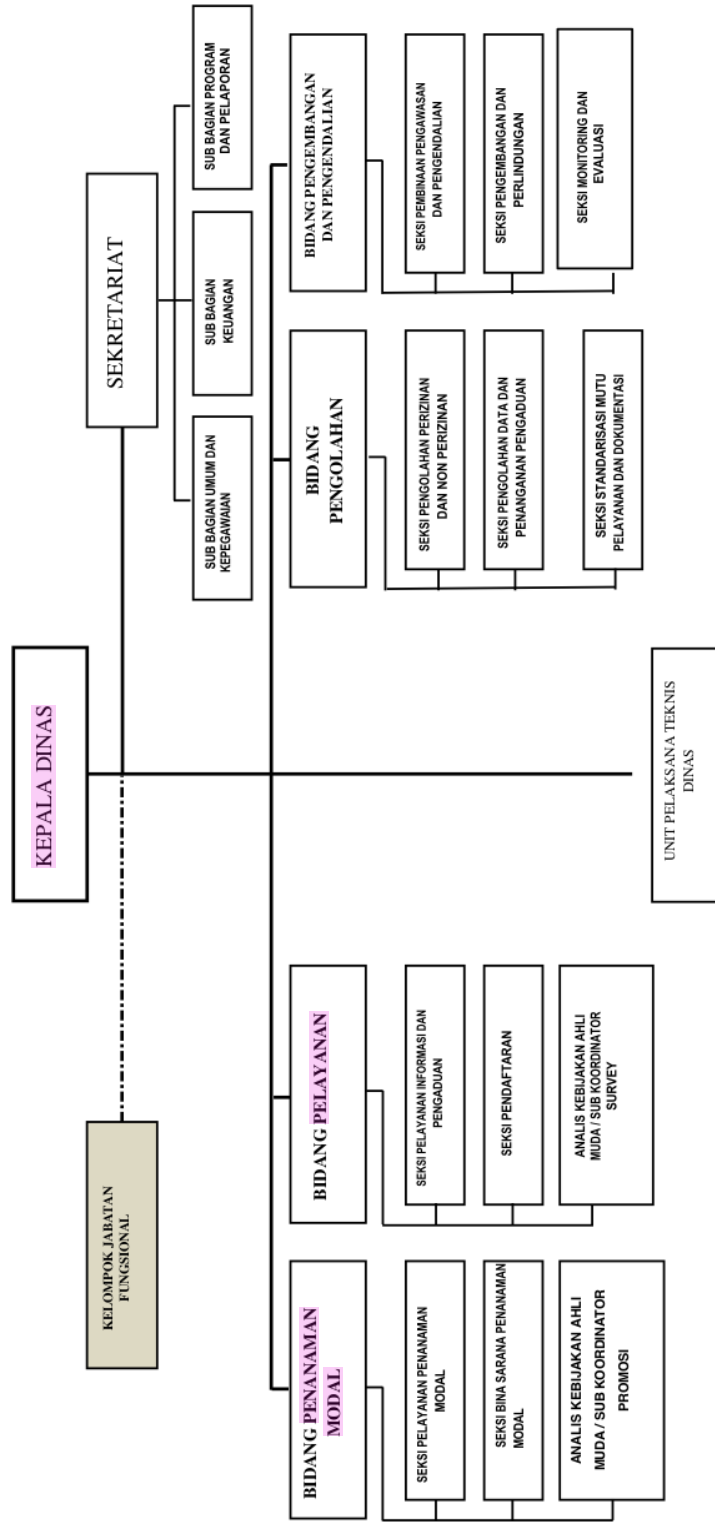 KEPALA DINAS
KELOMPOK JABATAN
FUNGSIONAL
SEKRETARIAT
SUB BAGIAN UMUM DAN
KEPEGAWAIAN
SUB BAGIAN
KEUANGAN
SUB BAGIAN PROGRAM
DAN PELAPORAN
BIDANG PENANAMAN
MODAL
SEKSI PELAYANAN PENANAMAN
MODAL
SEKSI BINA SARANA PENANAMAN
MODAL
ANALIS KEBIJAKAN AHLI
MUDA / SUB KOORDINATOR
PROMOSI
BIDANG PELAYANAN
SEKSI PELAYANAN INFORMASI DAN
PENGADUAN
SEKSI PENDAFTARAN
ANALIS KEBIJAKAN AHLI
MUDA / SUB KOORDINATOR
SURVEY
BIDANG
PENGOLAHAN
SEKSI PENGOLAHAN PERIZINAN
DAN NON PERIZINAN
SEKSI PENGOLAHAN DATA DAN
PENANGANAN PENGADUAN
SEKSI STANDARISASI MUTU
PELAYANAN DAN DOKUMENTASI
BIDANG PENGEMBANGAN
DAN PENGENDALIAN
SEKSI PEMBINAAN PENGAWASAN
DAN PENGENDALIAN
SEKSI PENGEMBANGAN DAN
PERLINDUNGAN
SEKSI MONITORING DAN
EVALUASI
UNIT PELAKSANA TEKNIS
DINAS